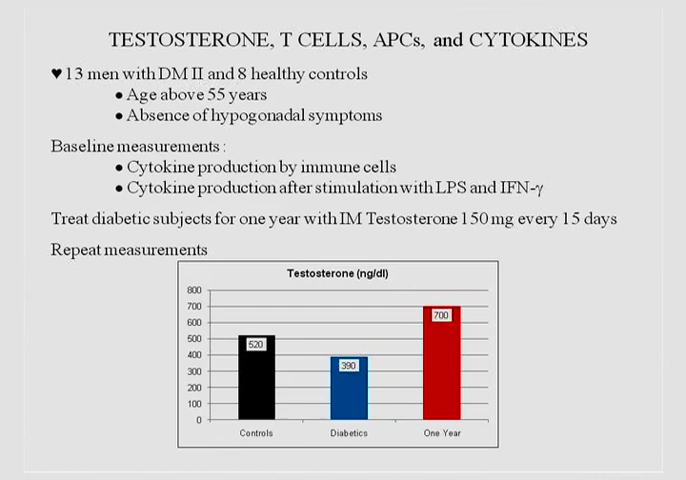 TESTOSTERONE, T CELLS, APCs, and CYTOKINES
♥ 13 men with DM II and 8 healthy controls
• Age above 55 years
• Absence of hypogonadal symptoms
Baseline measurements :
• Cytokine production by immune cells
• Cytokine production after stimulation with LPS and IFN-γ
Treat diabetic subjects for one year with IM Testosterone 150 mg every 15 days
Repeat measurements
Testosterone (ng/dl)
800
700
600
500
400
300
200
100
0
520
390
700
Controls Diabetics One Year